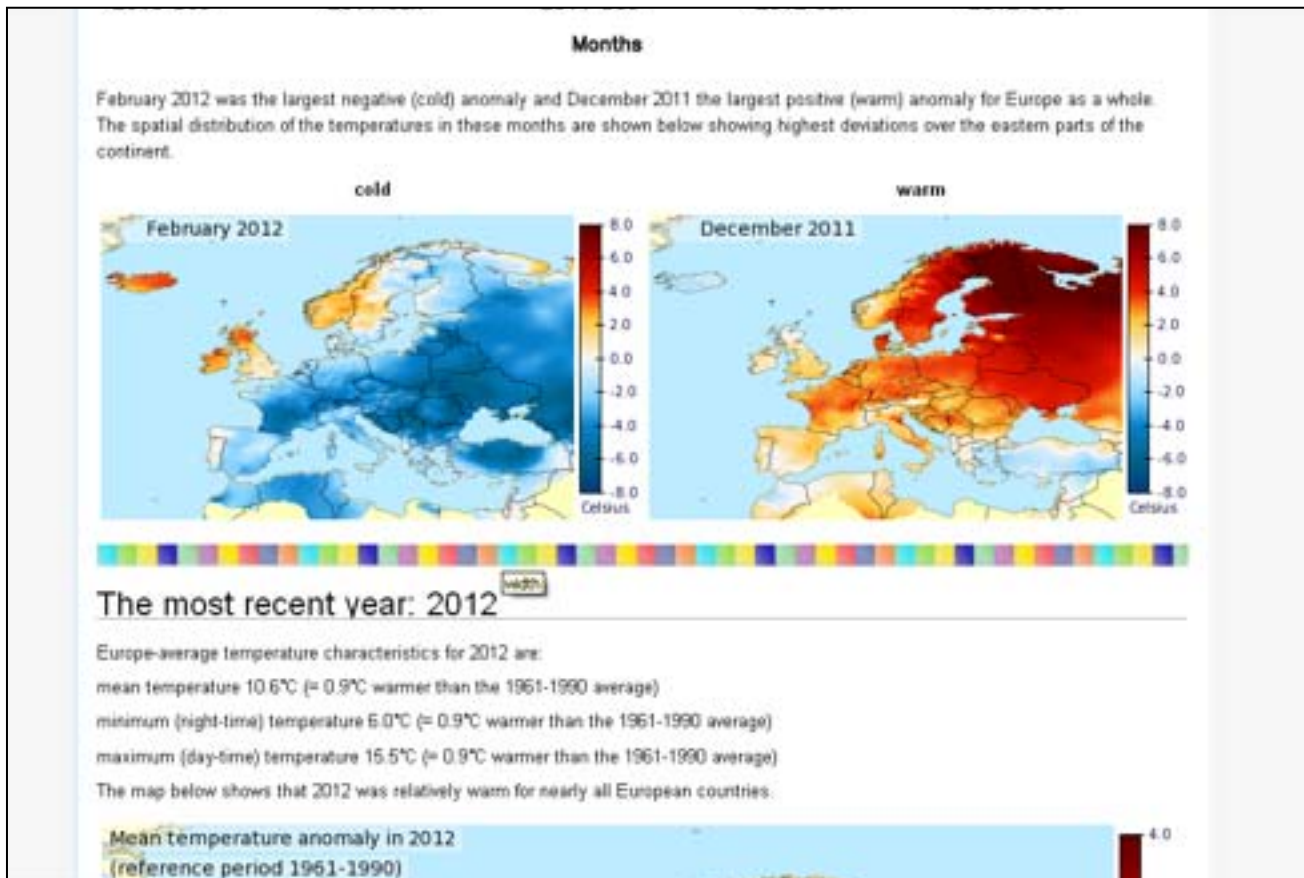 Months
February 2012 was the largest negative (cold) anomaly and December 2011 the largest positive (warm) anomaly for Europe as a whole.
The spatial distribution of the temperatures in these months are shown below showing highest deviations over the eastern parts of the
continent.
cold
warm
February 2012
8.0
6.0
4.0
2.0
0.0
-2.0
-4.0
-6.0
-8.0
Celsius
December 2011
8.0
6.0
4.0
2.0
0.0
-2.0
-4.0
-6.0
-8.0
Celsius
width
The most recent year: 2012
Europe-average temperature characteristics for 2012 are:
mean temperature 10.6°C (= 0.9°C warmer than the 1961-1990 average)
minimum (night-time) temperature 6.0°C (= 0.9°C warmer than the 1961-1990 average)
maximum (day-time) temperature 15.5°C (= 0.9°C warmer than the 1961-1990 average)
The map below shows that 2012 was relatively warm for nearly all European countries.
Mean temperature anomaly in 2012
(reference period 1961-1990)
4.0